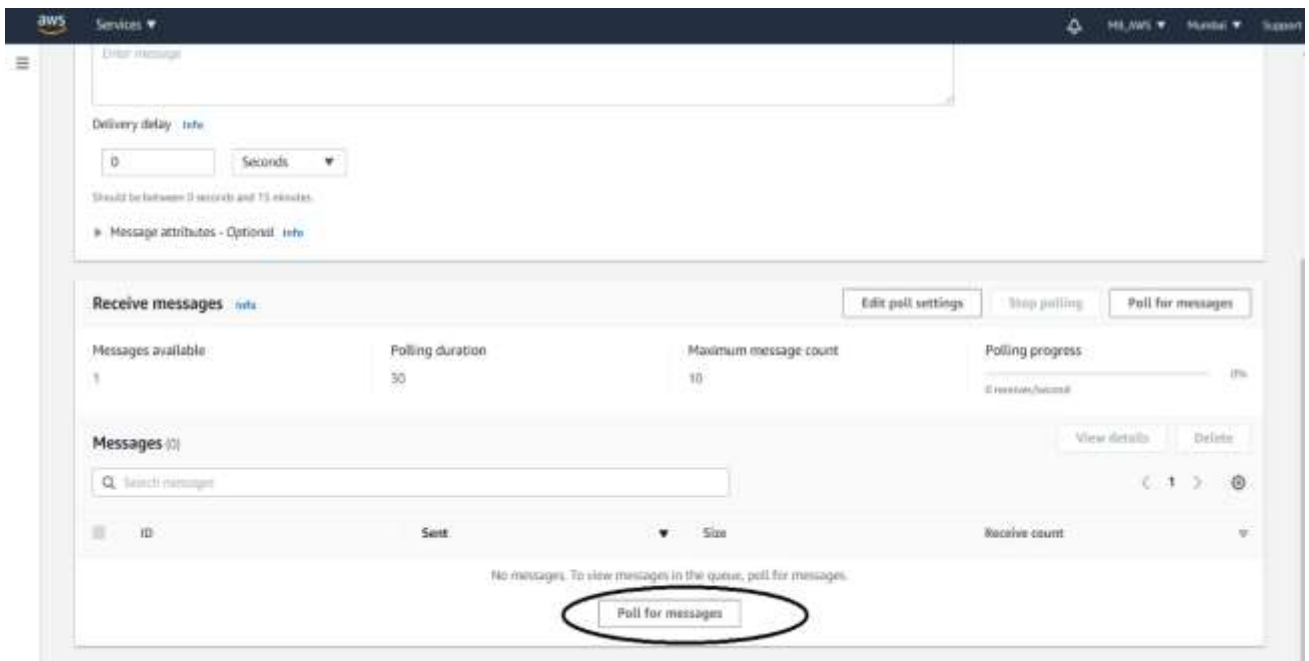 aws Services ▼ MIL_AWS ▼ Mumbai ▼ Support
Enter message
Delivery delay Info
0 Seconds ▼
Should be between 0 seconds and 15 minutes.
▶ Message attributes - Optional Info
Receive messages Info Edit poll settings Stop polling Poll for messages
Messages available Polling duration Maximum message count Polling progress
1 30 10 0%
0 receives/second
Messages (0) View details Delete
Search messages < 1 >
ID Sent ▼ Size Receive count ▽
No messages. To view messages in the queue, poll for messages.
Poll for messages